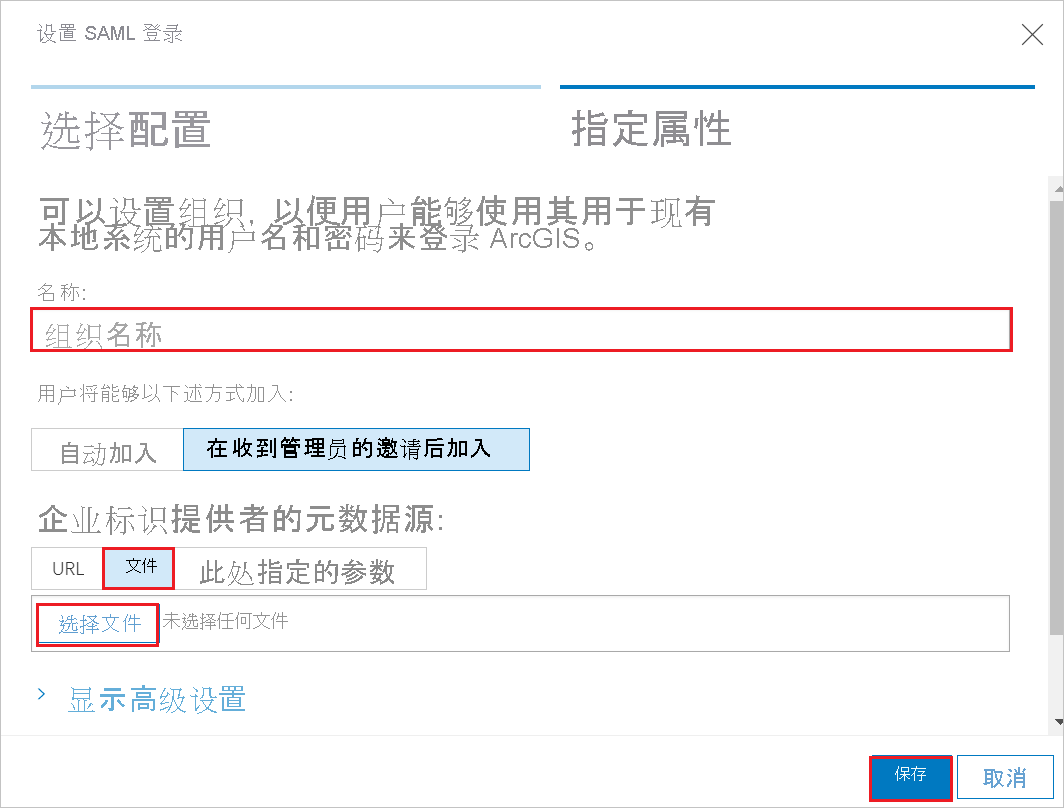 设置 SAML 登录
选择配置
指定属性
可以设置组织, 以便用户能够使用其用于现有
本地系统的用户名和密码来登录 ArcGIS。
名称:
组织名称
用户将能够以下述方式加入:
自动加入
在收到管理员的邀请后加入
企业标识提供者的元数据源:
URL
文件
此处指定的参数
选择文件
未选择任何文件
显示高级设置
保存
取消